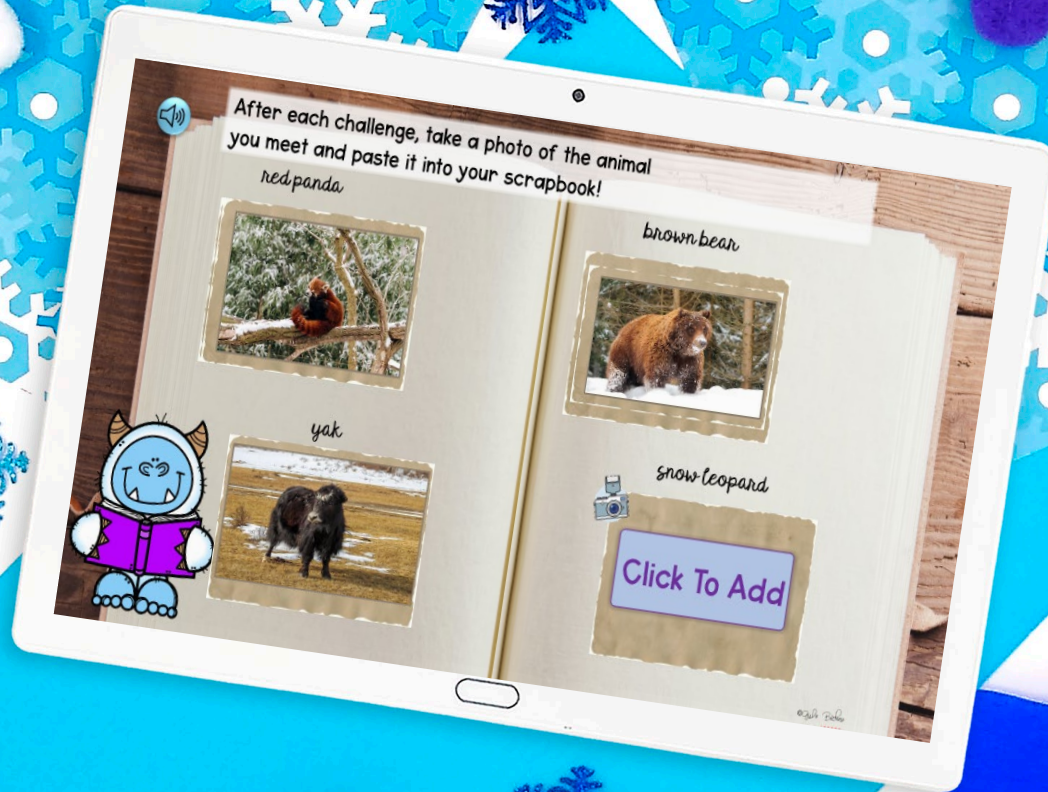 After each challenge, take a photo of the animal
you meet and paste it into your scrapbook!
red panda
brown bear
yak
snow leopard
Click To Add